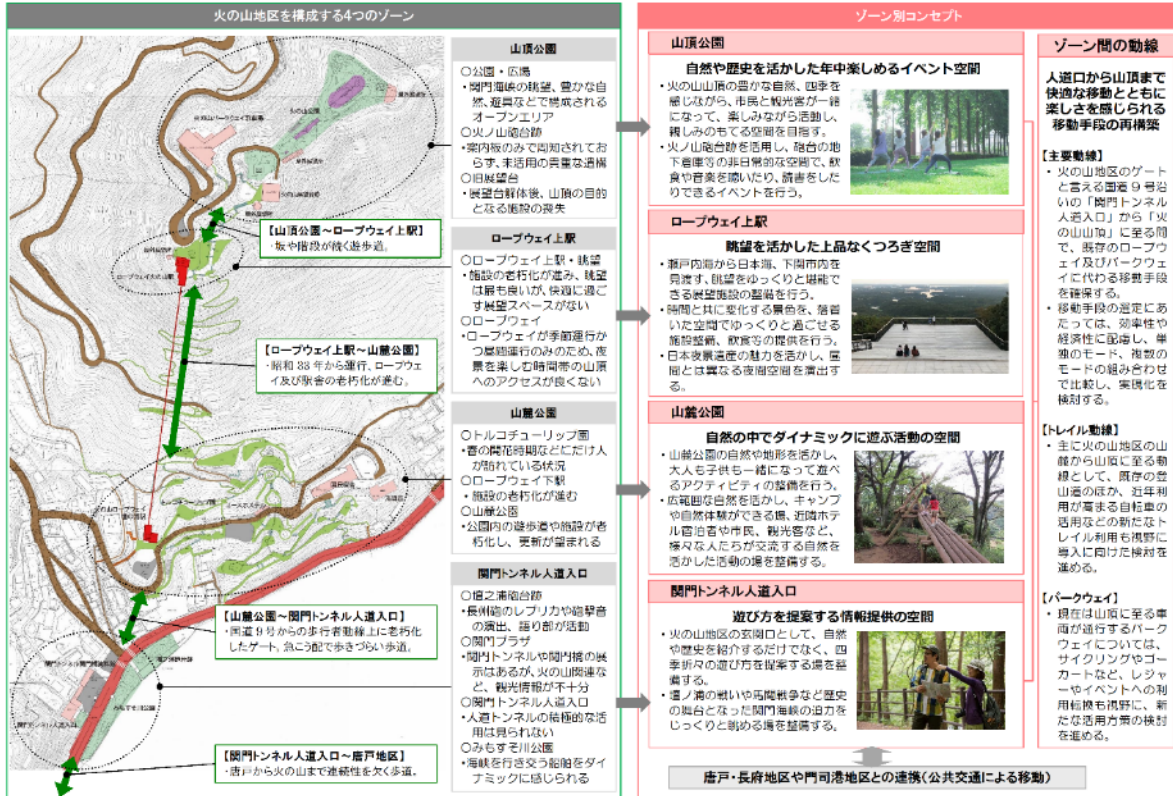 火の山地区を構成する4つのゾーン
山頂公園
○公園・広場
・関門海峡の眺望、豊かな自
然、遊具などで構成される
オープンエリア
○火ノ山砲台跡
・案内板のみで周知されてお
らず、未活用の貴重な遺構
○旧展望台
・展望台解体後、山頂の目的
となる施設の喪失
【山頂公園~ロープウェイ上駅】
・坂や階段が続く遊歩道。
ロープウェイ上駅
○ロープウェイ上駅・眺望
・施設の老朽化が進み、眺望
は最も良いが、快適に過ご
す展望スペースがない
○ロープウェイ
・ロープウェイが季節運行か
つ昼間運行のみのため、夜
景を楽しむ時間帯の山頂
へのアクセスが良くない
【ロープウェイ上駅~山麓公園】
・昭和33年から運行、ロープウ
ェイ及び駅舎の老朽化が進む。
山麓公園
○トルコチューリップ園
・春の開花時期などにだけ人
が訪れている状況
○ロープウェイ下駅
・施設の老朽化が進む
○山麓公園
・公園内の遊歩道や施設が老
朽化し、更新が望まれる
【山麓公園~関門トンネル人道入口】
・国道9号からの歩行者動線上に老朽化
したゲート、急こう配で歩きづらい歩道。
関門トンネル人道入口
○壇之浦砲台跡
・長州砲のレプリカや砲撃音
の演出、語り部が活動
○関門プラザ
・関門トンネルや関門橋の展
示はあるが、火の山関連な
ど、観光情報が不十分
○関門トンネル人道入口
・人道トンネルの積極的な活
用は見られない
○みもすそ川公園
・海峡を行き交う船舶をダイ
ナミックに感じられる
【関門トンネル人道入口~唐戸地区】
・唐戸から火の山まで連続性を欠く歩道。
火の山公園
ロープウェイ火の山駅
ユースホステル
関門トンネル人道入口
みもすそ川公園
ゾーン別コンセプト
山頂公園
自然や歴史を活かした年中楽しめるイベント空間
・火の山山頂の豊かな自然、四季を
感じながら、市民と観光客が一緒
になって、楽しみながら活動し、
親しみのもてる空間を目指す。
・火ノ山砲台跡を活用し、砲台の地
下倉庫等の非日常的な空間で、飲
食や音楽を聴いたり、読書をした
りできるイベントを行う。
ロープウェイ上駅
眺望を活かした上品なくつろぎ空間
・瀬戸内海から日本海、下関市内を
見渡す、眺望をゆっくりと堪能で
きる展望施設の整備を行う。
・時間と共に変化する景色を、落着
いた空間でゆっくりと過ごせる
施設整備、飲食等の提供を行う。
・日本夜景遺産の魅力を活かし、昼
間とは異なる夜間空間を演出す
る。
山麓公園
自然の中でダイナミックに遊ぶ活動の空間
・山麓公園の自然や地形を活かし、
大人も子供も一緒になって遊べ
るアクティビティの整備を行う。
・広範囲な自然を活かし、キャンプ
や自然体験ができる場、近隣ホテ
ル宿泊者や市民、観光客など、
様々な人たちが交流する自然を
活かした活動の場を整備する。
関門トンネル人道入口
遊び方を提案する情報提供の空間
・火の山地区の玄関口として、自然
や歴史を紹介するだけでなく、四
季折々の遊び方を提案する場を整
備する。
・壇ノ浦の戦いや馬関戦争など歴史
の舞台となった関門海峡の迫力を
じっくりと眺める場を整備する。
唐戸・長府地区や門司港地区との連携(公共交通による移動)
ゾーン間の動線
人道口から山頂まで
快適な移動とともに
楽しさを感じられる
移動手段の再構築
【主要動線】
・火の山地区のゲート
と言える国道9号沿
いの「関門トンネル
人道入口」から「火
の山山頂」に至る間
で、既存のロープウ
ェイ及びパークウェ
イに代わる移動手段
を確保する。
・移動手段の選定にあ
たっては、効率性や
経済性に配慮し、単
独のモード、複数の
モードの組み合わせ
で比較し、実現化を
検討する。
【トレイル動線】
・主に火の山地区の山
麓から山頂に至る動
線として、既存の登
山道のほか、近年利
用が高まる自転車の
活用などの新たなト
レイル利用も視野に
導入に向けた検討を
進める。
【パークウェイ】
・現在は山頂に至る車
両が通行するパーク
ウェイについては、
サイクリングやゴー
カートなど、レジャ
ーやイベントへの利
用転換も視野に、新
たな活用方策の検討
を進める。